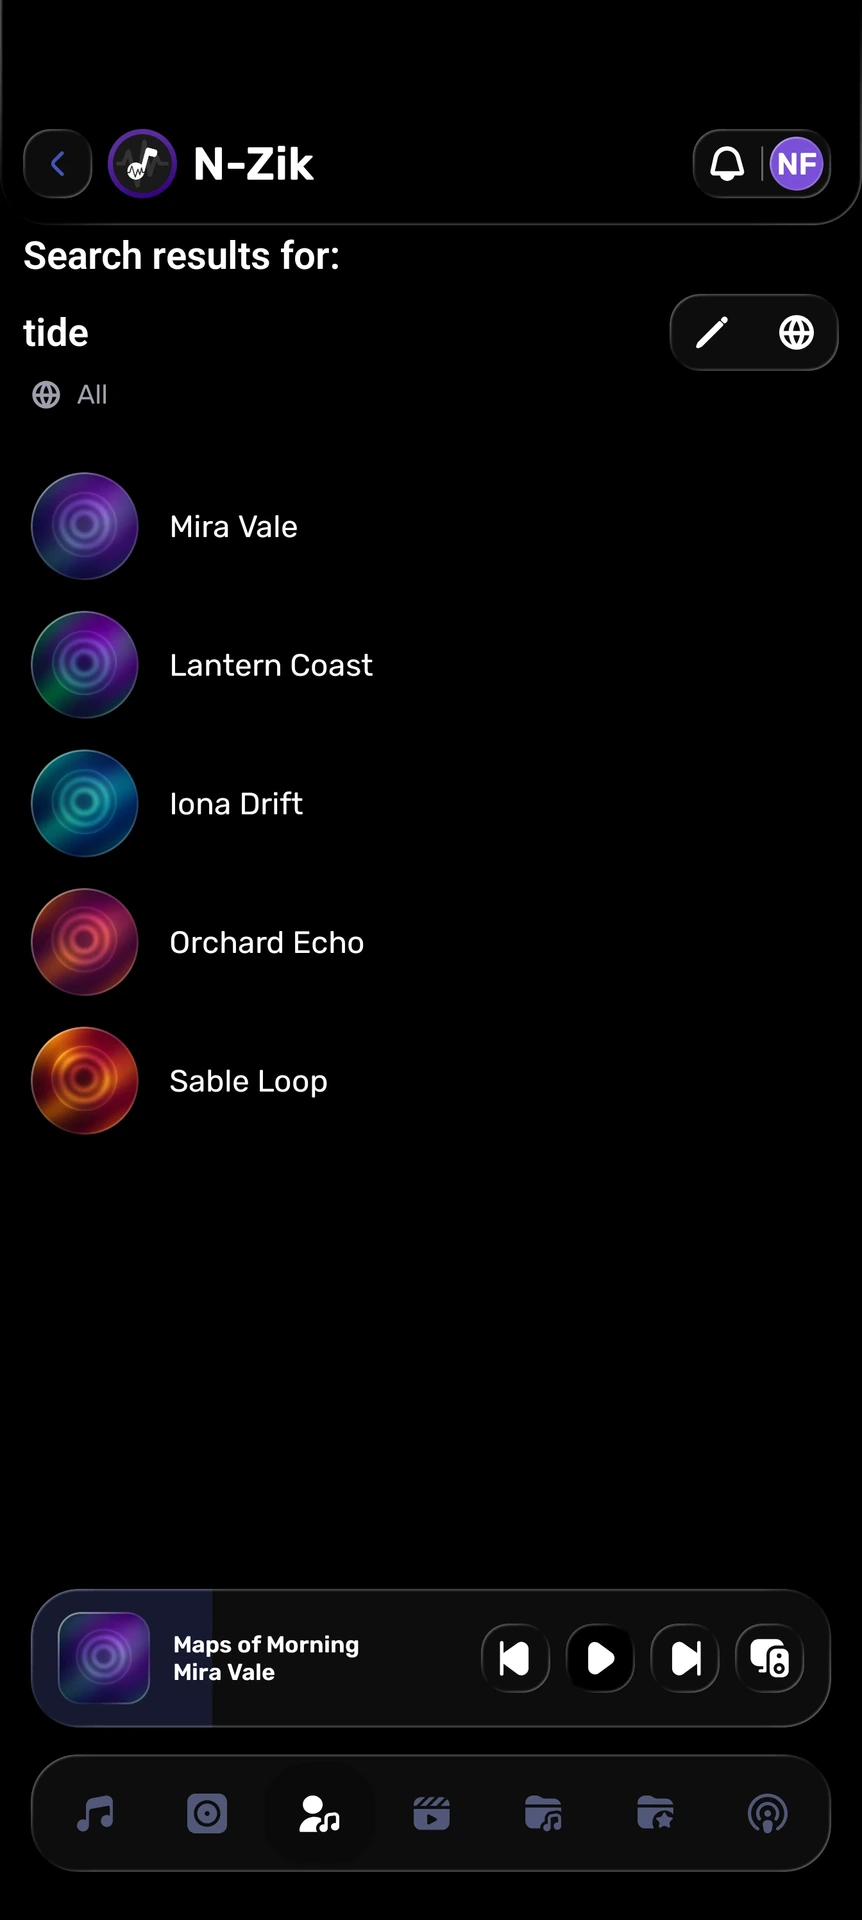 N-Zik
NF
Search results for:
tide
All
Mira Vale
Lantern Coast
Iona Drift
Orchard Echo
Sable Loop
Maps of Morning
Mira Vale